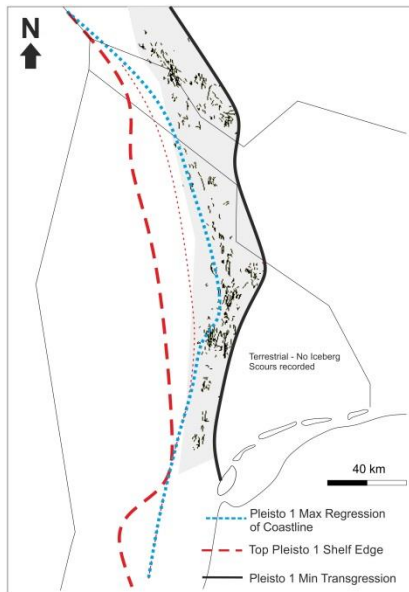 N
Terrestrial - No Iceberg
Scours recorded
40 km
Pleisto 1 Max Regression
of Coastline
Top Pleisto 1 Shelf Edge
Pleisto 1 Min Transgression